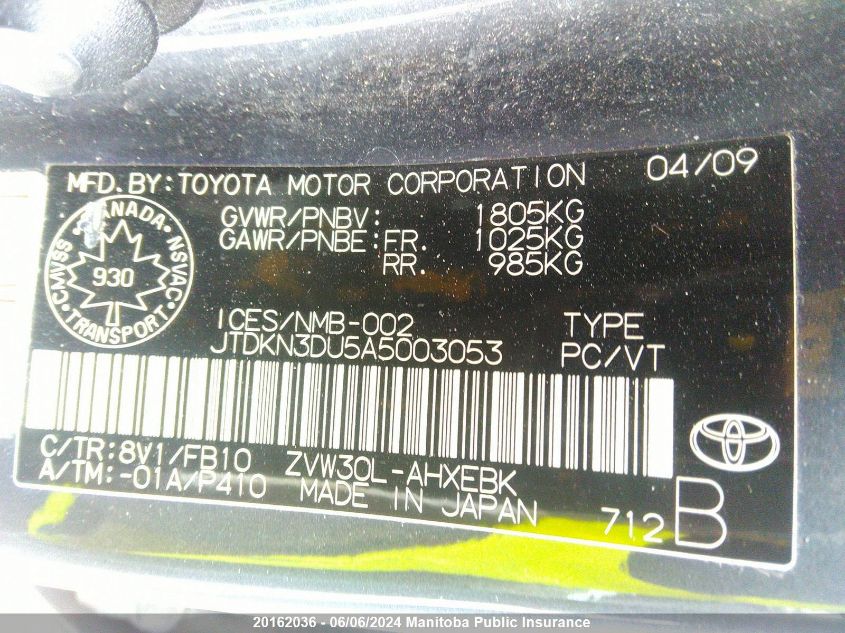 MFD.BY:TOYOTA MOTOR CORPORATION 04/09
GVWR/PNBV: 1805KG
GAWR/PNBE:FR. 1025KG
RR. 985KG
CANADA
CMVSS 930 NSVAC
TRANSPORT
ICES/NMB-002 TYPE
JTDKN3DU5A5003053 PC/VT
C/TR:8V1/FB10 ZVW30L-AHXEBK
A/TM:-01A/P410 MADE IN JAPAN 712B
20162036 - 06/06/2024 Manitoba Public Insurance